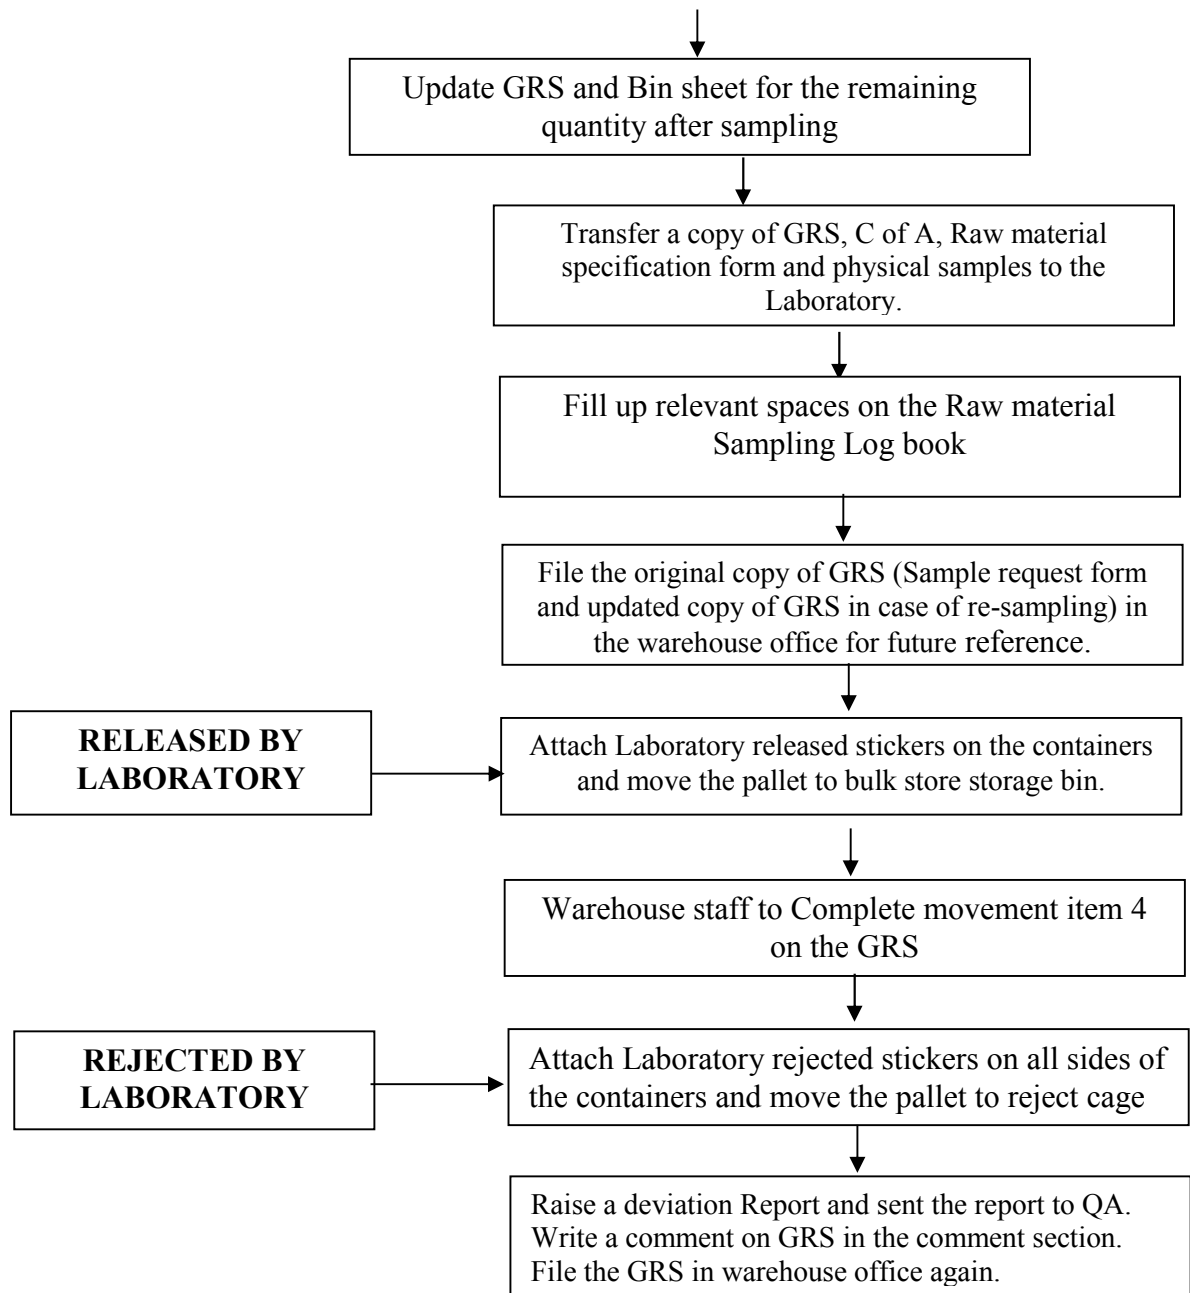 Update GRS and Bin sheet for the remaining
quantity after sampling
Transfer a copy of GRS, C of A, Raw material
specification form and physical samples to the
Laboratory.
Fill up relevant spaces on the Raw material
Sampling Log book
File the original copy of GRS (Sample request form
and updated copy of GRS in case of re-sampling) in
the warehouse office for future reference.
RELEASED BY
LABORATORY
Attach Laboratory released stickers on the containers
and move the pallet to bulk store storage bin.
Warehouse staff to Complete movement item 4
on the GRS
REJECTED BY
LABORATORY
Attach Laboratory rejected stickers on all sides of
the containers and move the pallet to reject cage
Raise a deviation Report and sent the report to QA.
Write a comment on GRS in the comment section.
File the GRS in warehouse office again.